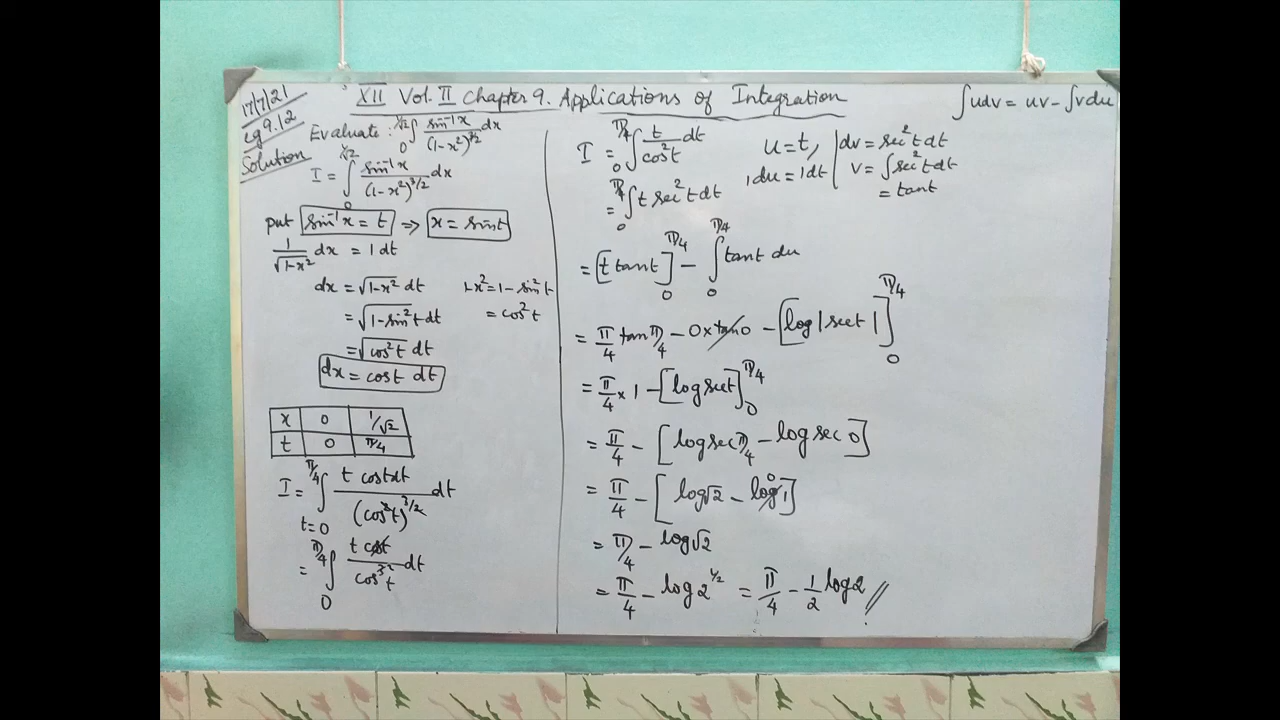 17/7/21
XII Vol. II Chapter 9. Applications of Integration
∫udv = uv - ∫vdu
eg 9.12
Evaluate : ₀∫^(1/√2) sin⁻¹x/(1-x²)^(3/2) dx
Solution
I = ∫₀^(1/√2) sin⁻¹x/(1-x²)^(3/2) dx
put sin⁻¹x = t ⇒ x = sint
1/√(1-x²) dx = 1 dt
dx = √(1-x²) dt
1-x² = 1 - sin²t
= √(1-sin²t) dt
= cos²t
= √(cos²t) dt
dx = cost dt
x 0 1/√2
t 0 π/4
I = ∫_(t=0)^(π/4) t cost dt/(cos²t)^(3/2) dt
= ∫₀^(π/4) t cost/cos³t dt
I = ₀∫^(π/4) t/cos²t dt
u = t,
dv = sec²t dt
1du = 1dt
v = ∫sec²t dt
= tant
= ₀∫^(π/4) t sec²t dt
= [t tant]₀^(π/4) - ∫₀^(π/4) tant du
= π/4 tan π/4 - 0 x tan0 - [log|sect|]₀^(π/4)
= π/4 x 1 - [log sect]₀^(π/4)
= π/4 - [log sec π/4 - log sec 0]
= π/4 - [log√2 - log 1 0]
= π/4 - log√2
= π/4 - log 2^(1/2) = π/4 - 1/2 log 2 //